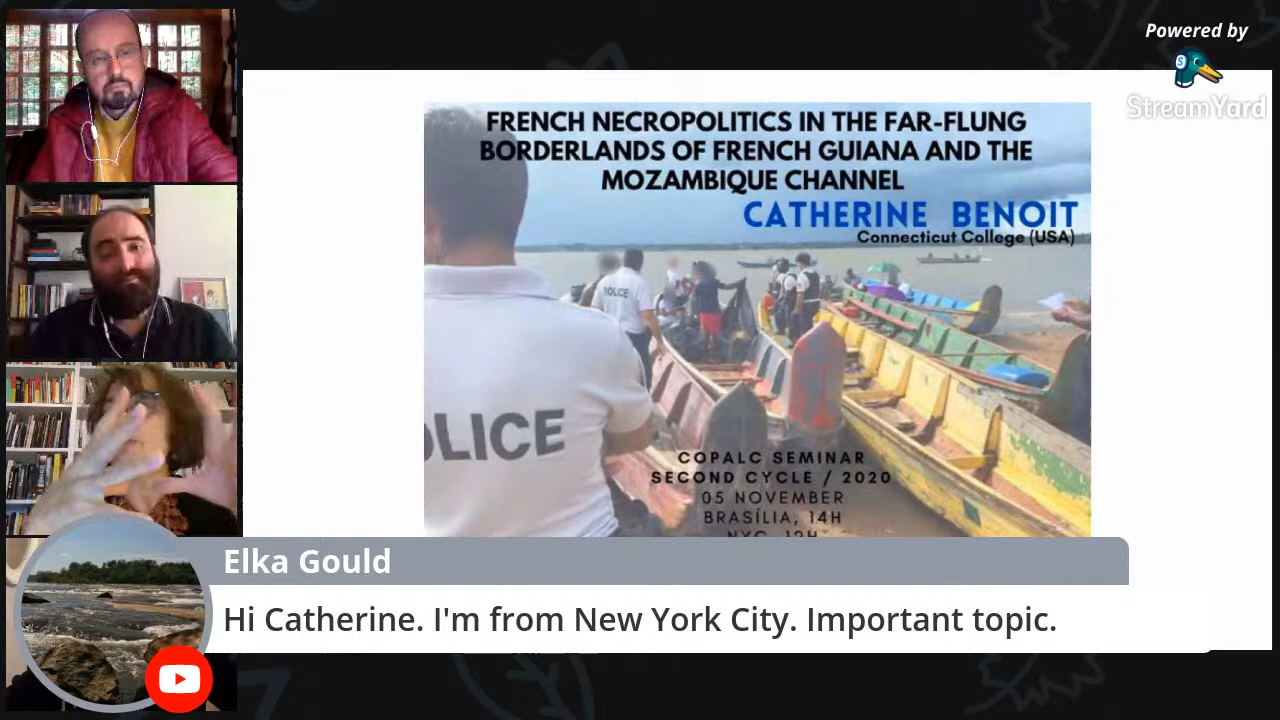 Powered by
StreamYard
FRENCH NECROPOLITICS IN THE FAR-FLUNG
BORDERLANDS OF FRENCH GUIANA AND THE
MOZAMBIQUE CHANNEL
CATHERINE BENOIT
Connecticut College (USA)
POLICE
OLICE
COPALC SEMINAR
SECOND CYCLE / 2020
05 NOVEMBER
BRASÍLIA, 14H
NYC, 12H
Elka Gould
Hi Catherine. I'm from New York City. Important topic.